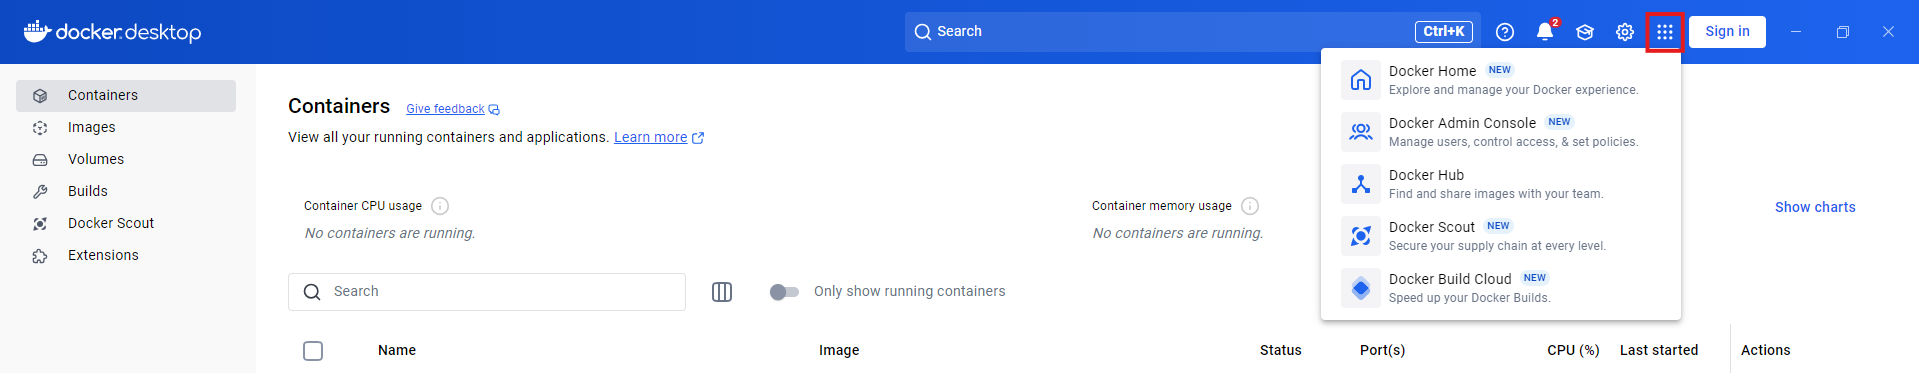 docker.desktop
Search
Ctrl+K
2
Sign in
Containers
Images
Volumes
Builds
Docker Scout
Extensions
Containers
Give feedback
View all your running containers and applications. Learn more
Container CPU usage
No containers are running.
Container memory usage
No containers are running.
Show charts
Search
Only show running containers
Name Image Status Port(s) CPU (%) Last started Actions
Docker Home NEW
Explore and manage your Docker experience.
Docker Admin Console NEW
Manage users, control access, & set policies.
Docker Hub
Find and share images with your team.
Docker Scout NEW
Secure your supply chain at every level.
Docker Build Cloud NEW
Speed up your Docker Builds.